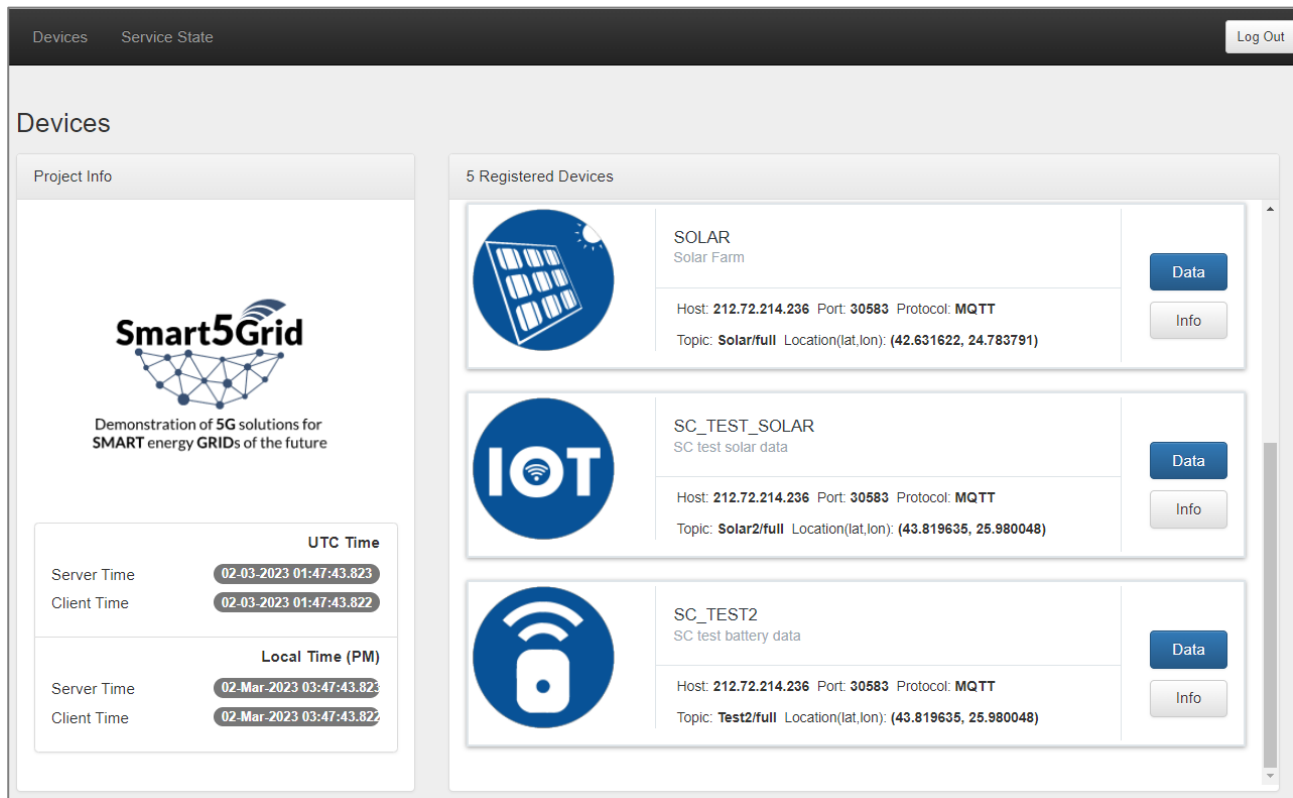 Devices Service State Log Out
Devices
Project Info
Smart5Grid
Demonstration of 5G solutions for
SMART energy GRIDs of the future
UTC Time
Server Time 02-03-2023 01:47:43.823
Client Time 02-03-2023 01:47:43.822
Local Time (PM)
Server Time 02-Mar-2023 03:47:43.823
Client Time 02-Mar-2023 03:47:43.822
5 Registered Devices
SOLAR
Solar Farm
Host: 212.72.214.236 Port: 30583 Protocol: MQTT
Topic: Solar/full Location(lat,lon): (42.631622, 24.783791)
Data
Info
IOT
SC_TEST_SOLAR
SC test solar data
Host: 212.72.214.236 Port: 30583 Protocol: MQTT
Topic: Solar2/full Location(lat,lon): (43.819635, 25.980048)
Data
Info
SC_TEST2
SC test battery data
Host: 212.72.214.236 Port: 30583 Protocol: MQTT
Topic: Test2/full Location(lat,lon): (43.819635, 25.980048)
Data
Info